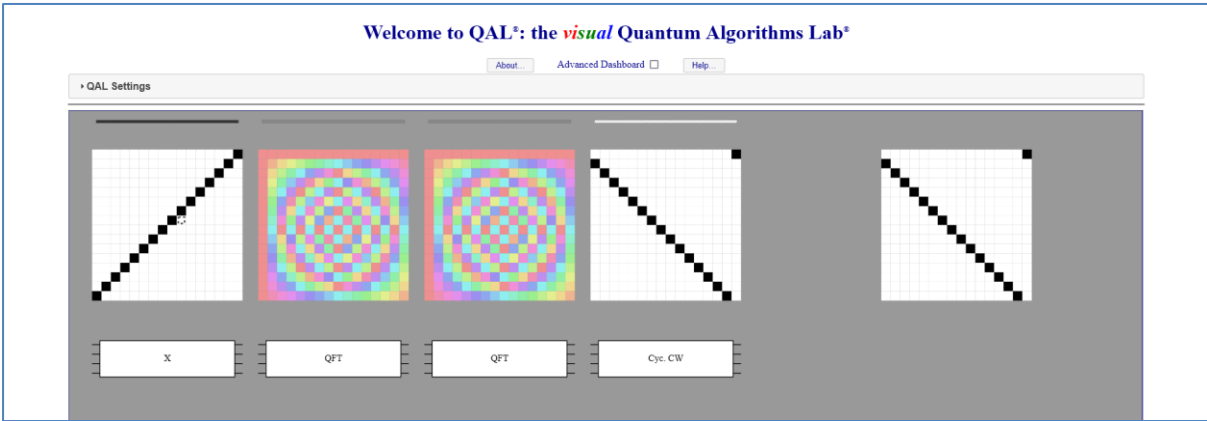 Welcome to QAL®: the visual Quantum Algorithms Lab®
About... Advanced Dashboard Help...
QAL Settings
X QFT QFT Cyc. CW